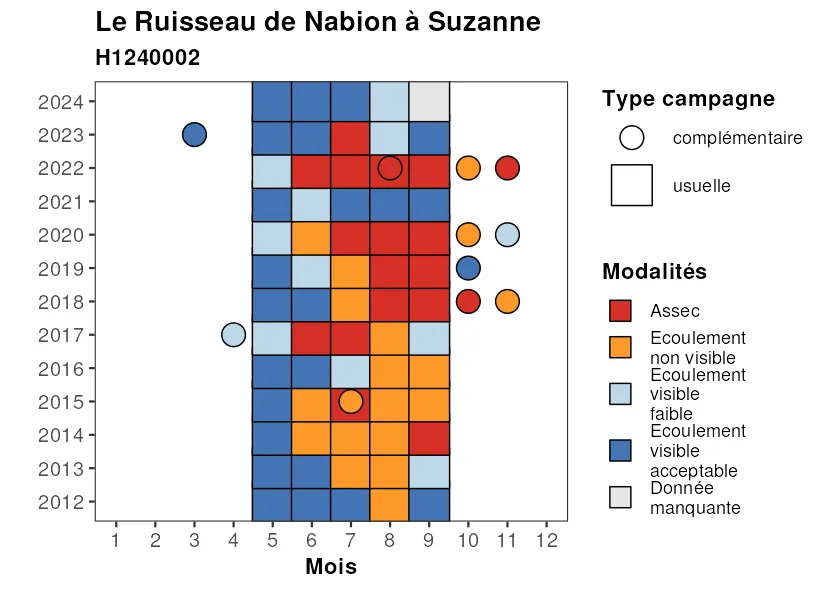 Le Ruisseau de Nabion à Suzanne
H1240002
2024
2023
2022
2021
2020
2019
2018
2017
2016
2015
2014
2013
2012
1 2 3 4 5 6 7 8 9 10 11 12
Mois
Type campagne
complémentaire
usuelle
Modalités
Assec
Ecoulement
non visible
Ecoulement
visible
faible
Ecoulement
visible
acceptable
Donnée
manquante